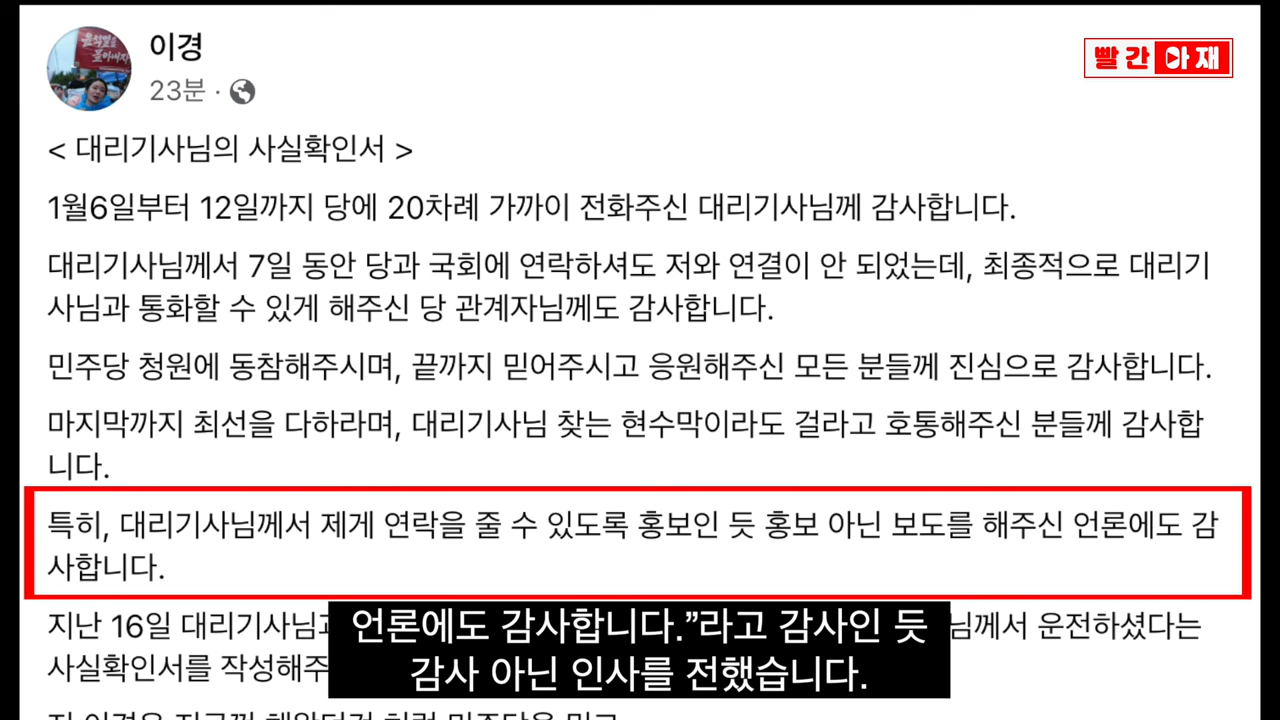 이경
23분 ·
빨간아재
< 대리기사님의 사실확인서 >
1월6일부터 12일까지 당에 20차례 가까이 전화주신 대리기사님께 감사합니다.
대리기사님께서 7일 동안 당과 국회에 연락하셔도 저와 연결이 안 되었는데, 최종적으로 대리기
사님과 통화할 수 있게 해주신 당 관계자님께도 감사합니다.
민주당 청원에 동참해주시며, 끝까지 믿어주시고 응원해주신 모든 분들께 진심으로 감사합니다.
마지막까지 최선을 다하라며, 대리기사님 찾는 현수막이라도 걸라고 호통해주신 분들께 감사합
니다.
특히, 대리기사님께서 제게 연락을 줄 수 있도록 홍보인 듯 홍보 아닌 보도를 해주신 언론에도 감
사합니다.
지난 16일 대리기사님과 님께서 운전하셨다는
사실확인서를 작성해주
언론에도 감사합니다.”라고 감사인 듯
감사 아닌 인사를 전했습니다.